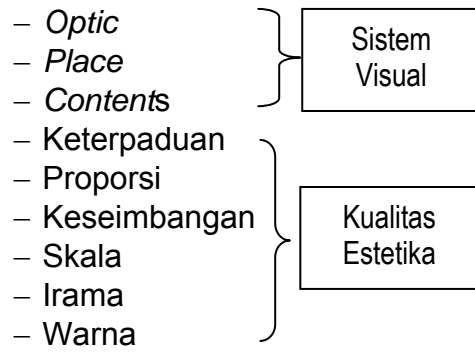 – Optic
– Place
– Contents
– Keterpaduan
– Proporsi
– Keseimbangan
– Skala
– Irama
– Warna
Sistem
Visual
Kualitas
Estetika